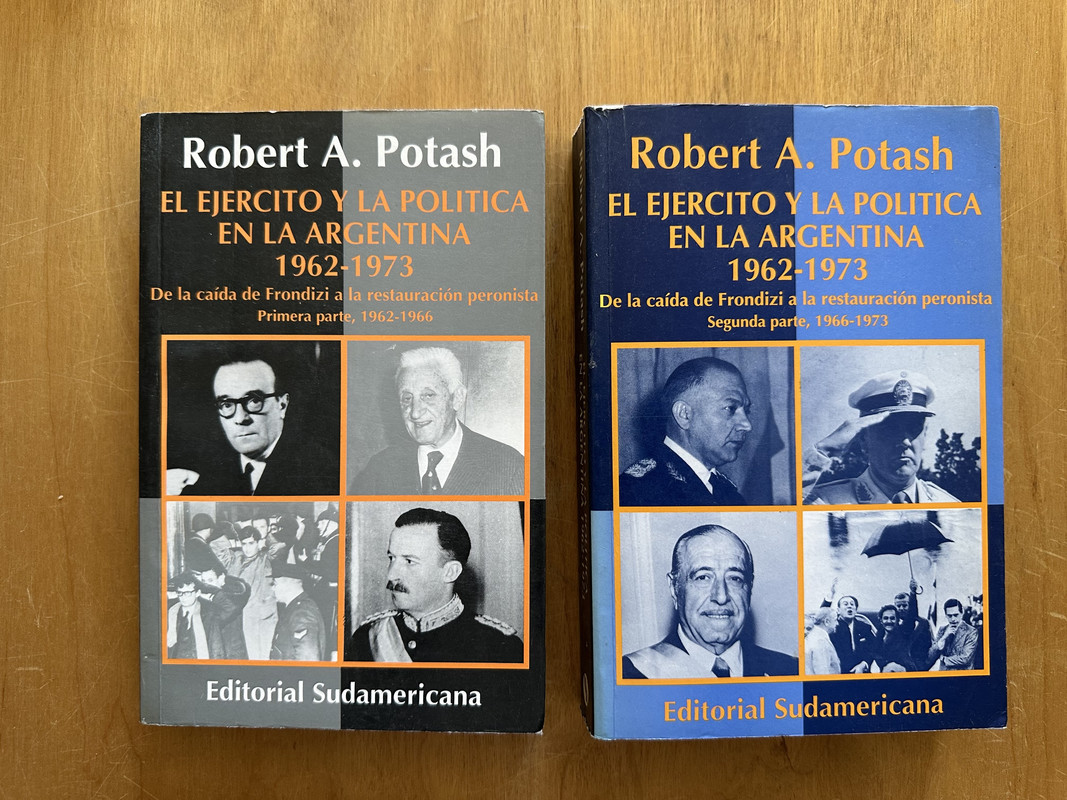 Robert A. Potash
EL EJERCITO Y LA POLITICA
EN LA ARGENTINA
1962-1973
De la caída de Frondizi a la restauración peronista
Primera parte, 1962-1966
Editorial Sudamericana
Robert A. Potash
EL EJERCITO Y LA POLITICA
EN LA ARGENTINA
1962-1973
De la caída de Frondizi a la restauración peronista
Segunda parte, 1966-1973
Editorial Sudamericana